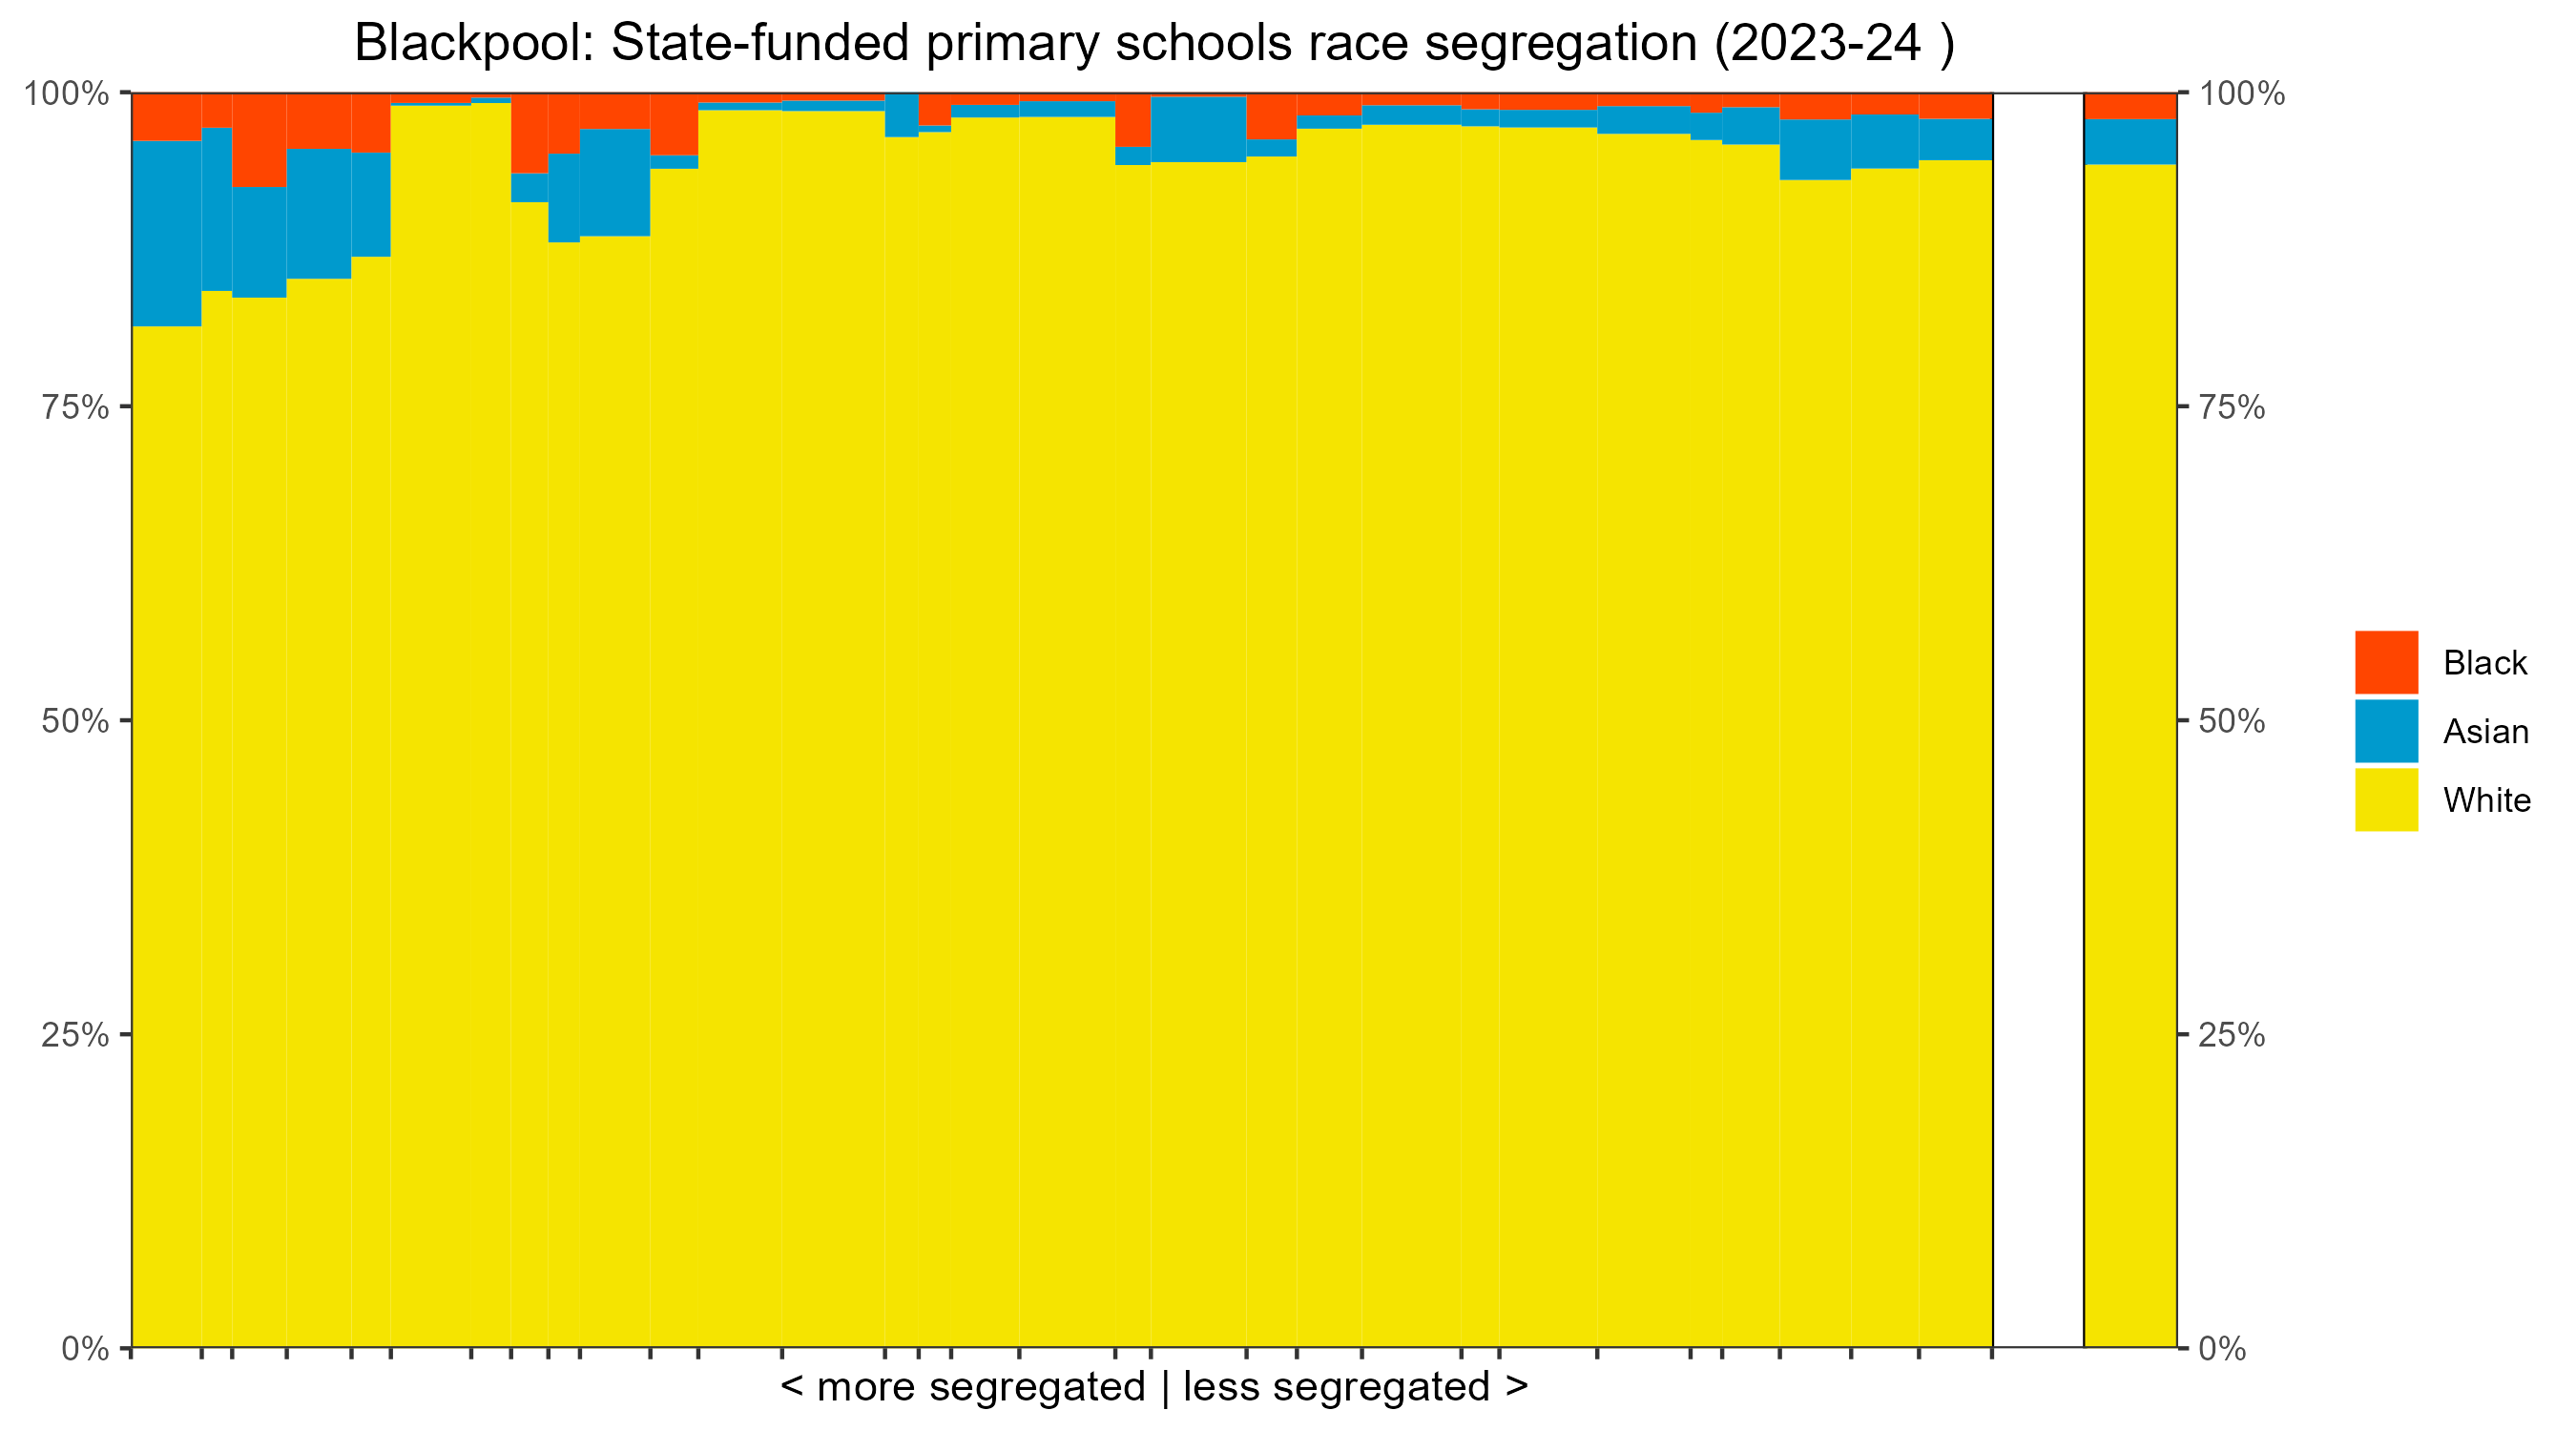 Blackpool: State-funded primary schools race segregation (2023-24 )
100%
100%
75%
75%
50%
50%
25%
25%
0%
0%
Black
Asian
White
< more segregated | less segregated >